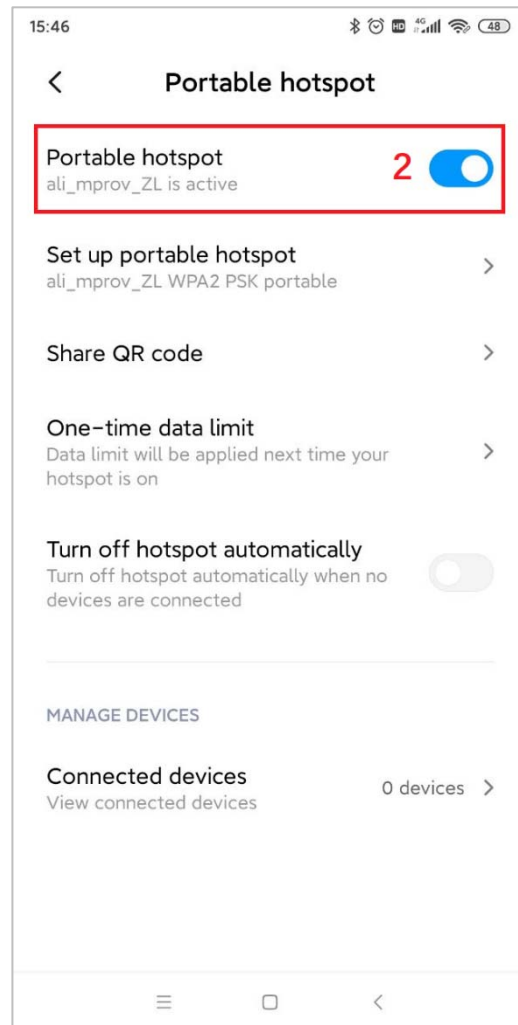 15:46
HD 4G 48
Portable hotspot
Portable hotspot
ali_mprov_ZL is active
2
Set up portable hotspot
ali_mprov_ZL WPA2 PSK portable
Share QR code
One-time data limit
Data limit will be applied next time your
hotspot is on
Turn off hotspot automatically
Turn off hotspot automatically when no
devices are connected
MANAGE DEVICES
Connected devices
View connected devices
0 devices